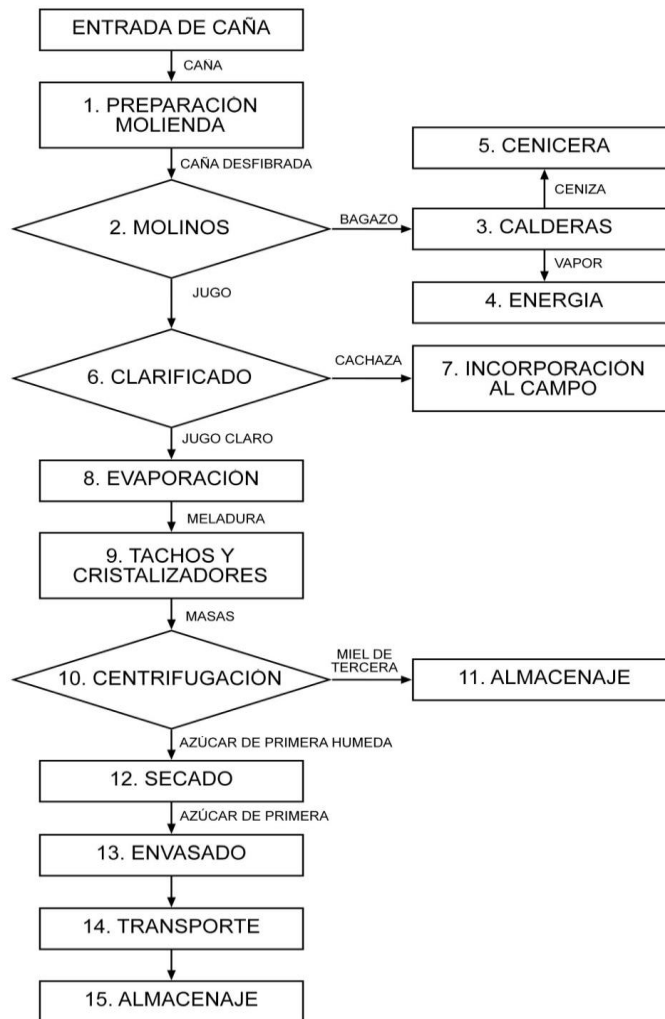 ENTRADA DE CAÑA
CAÑA
1. PREPARACIÓN
MOLIENDA
CAÑA DESFIBRADA
2. MOLINOS
BAGAZO
3. CALDERAS
CENIZA
5. CENICERA
VAPOR
4. ENERGIA
JUGO
6. CLARIFICADO
CACHAZA
7. INCORPORACIÓN
AL CAMPO
JUGO CLARO
8. EVAPORACIÓN
MELADURA
9. TACHOS Y
CRISTALIZADORES
MASAS
10. CENTRIFUGACIÓN
MIEL DE
TERCERA
11. ALMACENAJE
AZÚCAR DE PRIMERA HUMEDA
12. SECADO
AZÚCAR DE PRIMERA
13. ENVASADO
14. TRANSPORTE
15. ALMACENAJE